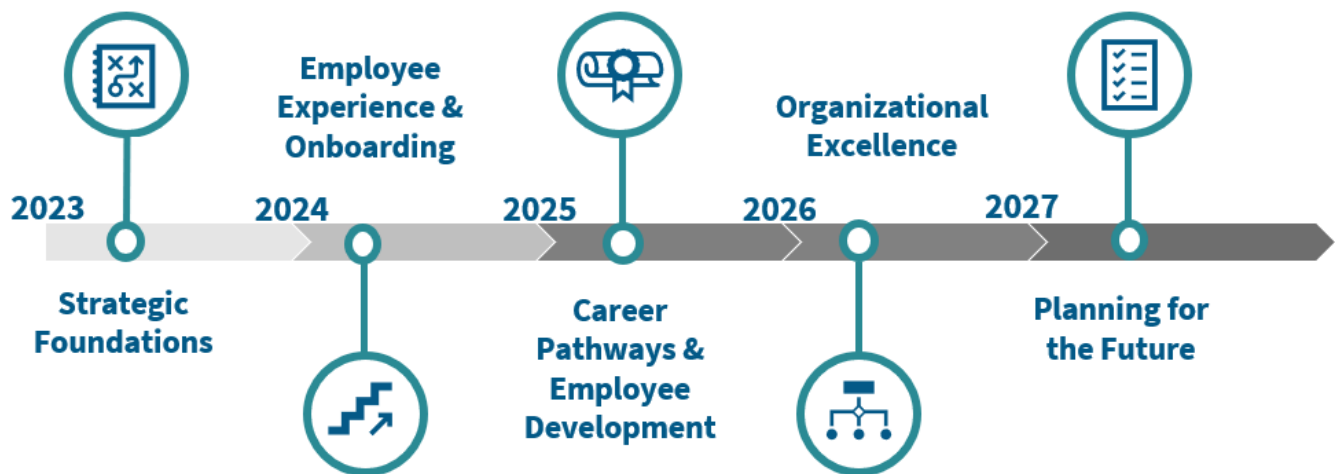 2023
Strategic
Foundations
2024
Employee
Experience &
Onboarding
2025
Career
Pathways &
Employee
Development
2026
Organizational
Excellence
2027
Planning for
the Future